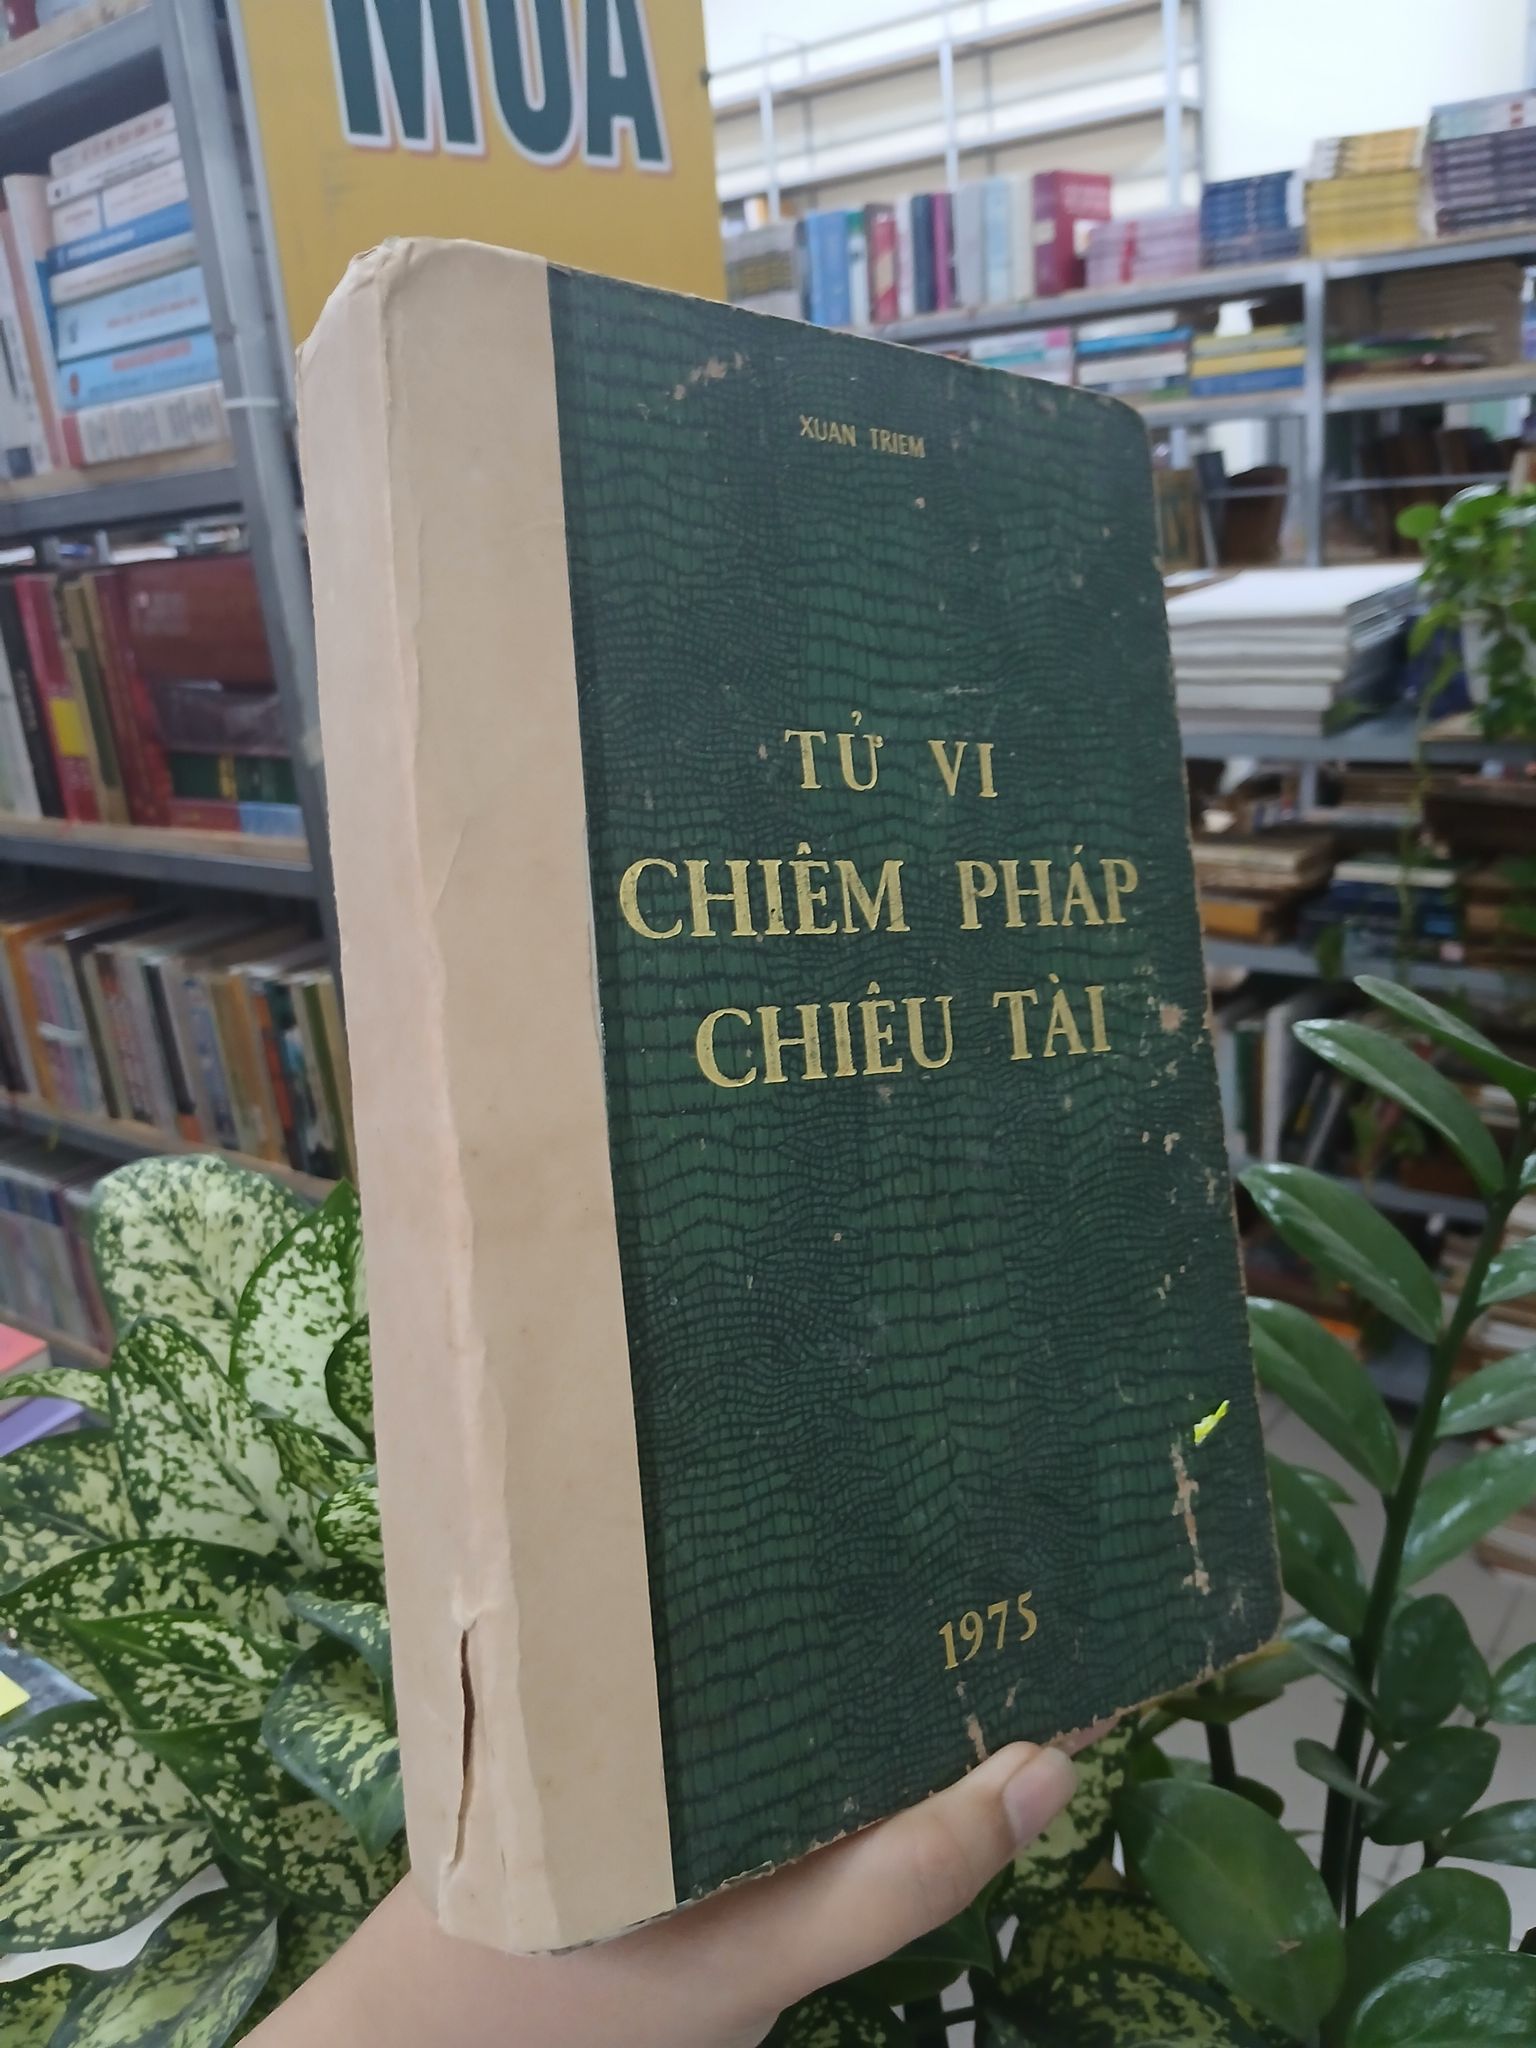 MUA
XUAN TRIEM
TỬ VI
CHIÊM PHÁP
CHIÊU TÀI
1975